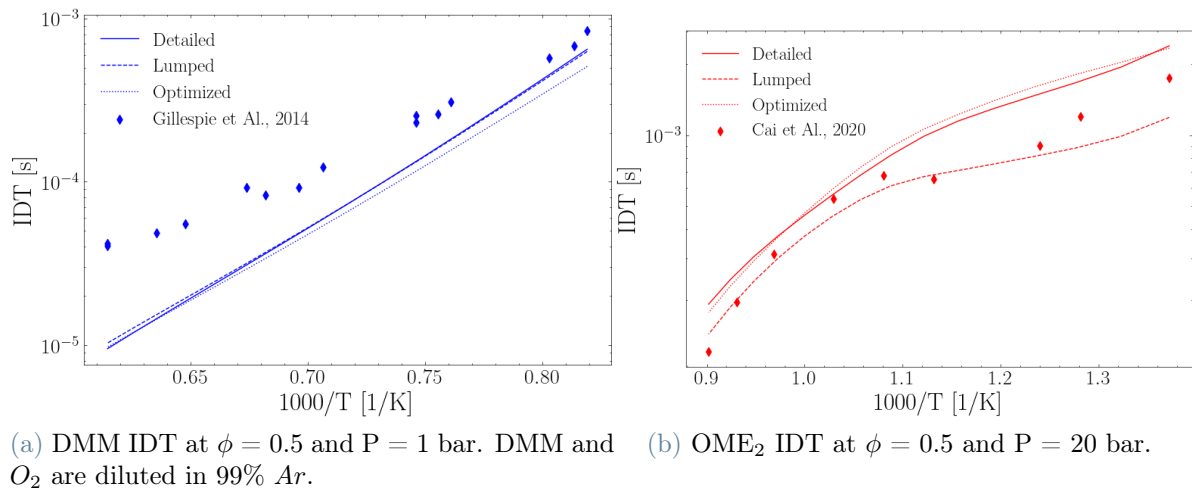 10⁻³
Detailed
Lumped
Optimized
Gillespie et Al., 2014
IDT [s]
10⁻⁴
10⁻⁵
0.65 0.70 0.75 0.80
1000/T [1/K]
(a) DMM IDT at ϕ = 0.5 and P = 1 bar. DMM and
O₂ are diluted in 99% Ar.
Detailed
Lumped
Optimized
Cai et Al., 2020
IDT [s]
10⁻³
0.9 1.0 1.1 1.2 1.3
1000/T [1/K]
(b) OME₂ IDT at ϕ = 0.5 and P = 20 bar.